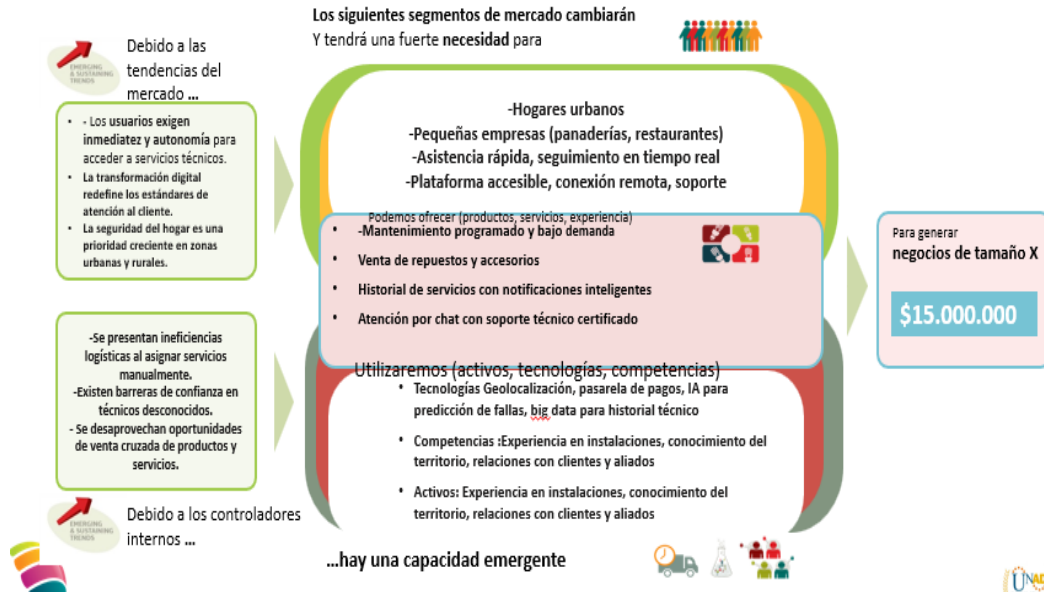 Los siguientes segmentos de mercado cambiarán
Y tendrá una fuerte necesidad para
EMERGING
& SUSTAINING
TRENDS
Debido a las
tendencias del
mercado ...
- Los usuarios exigen
inmediatez y autonomía para
acceder a servicios técnicos.
La transformación digital
redefine los estándares de
atención al cliente.
La seguridad del hogar es una
prioridad creciente en zonas
urbanas y rurales.
-Hogares urbanos
-Pequeñas empresas (panaderías, restaurantes)
-Asistencia rápida, seguimiento en tiempo real
-Plataforma accesible, conexión remota, soporte
Podemos ofrecer (productos, servicios, experiencia)
-Mantenimiento programado y bajo demanda
Venta de repuestos y accesorios
Historial de servicios con notificaciones inteligentes
Atención por chat con soporte técnico certificado
Para generar
negocios de tamaño X
$15.000.000
-Se presentan ineficiencias
logísticas al asignar servicios
manualmente.
-Existen barreras de confianza en
técnicos desconocidos.
- Se desaprovechan oportunidades
de venta cruzada de productos y
servicios.
Utilizaremos (activos, tecnologías, competencias)
Tecnologías Geolocalización, pasarela de pagos, IA para
predicción de fallas, big data para historial técnico
Competencias :Experiencia en instalaciones, conocimiento del
territorio, relaciones con clientes y aliados
Activos: Experiencia en instalaciones, conocimiento del
territorio, relaciones con clientes y aliados
EMERGING
& SUSTAINING
TRENDS
Debido a los controladores
internos ...
...hay una capacidad emergente
UNAD